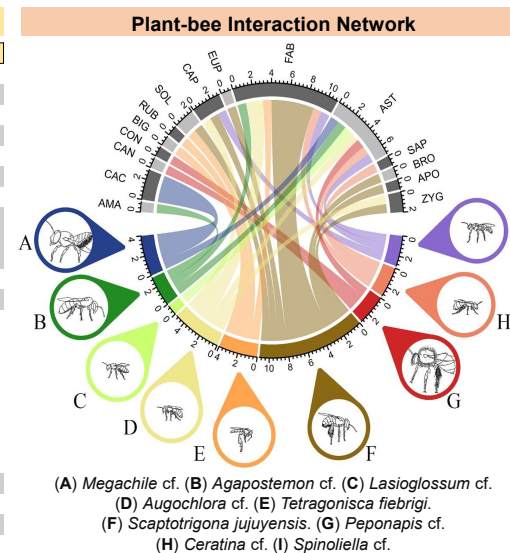 Plant-bee Interaction Network
AMA
CAC
CAN
CON
BIG
RUB
SOL
CAP
EUP
FAB
AST
SAP
BRO
APO
ZYG
A
B
C
D
E
F
G
H
(A) Megachile cf. (B) Agapostemon cf. (C) Lasioglossum cf.
(D) Augochlora cf. (E) Tetragonisca fiebrigi.
(F) Scaptotrigona jujuyensis. (G) Peponapis cf.
(H) Ceratina cf. (I) Spinoliella cf.